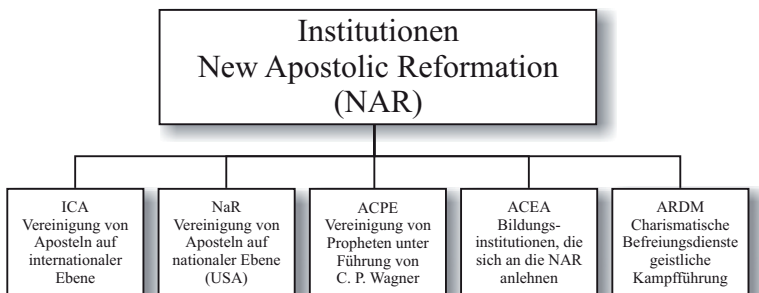 Institutionen
New Apostolic Reformation
(NAR)
ICA
Vereinigung von
Aposteln auf
internationaler
Ebene
NaR
Vereinigung von
Aposteln auf
nationaler Ebene
(USA)
ACPE
Vereinigung von
Propheten unter
Führung von
C. P. Wagner
ACEA
Bildungs-
institutionen, die
sich an die NAR
anlehnen
ARDM
Charismatische
Befreiungsdienste
geistliche
Kampfführung